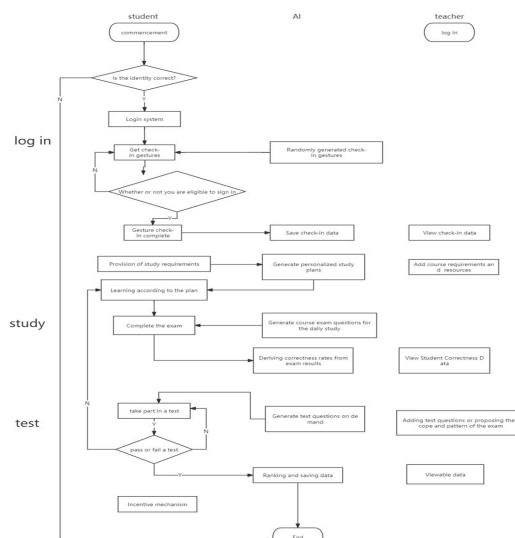 student AI teacher
commencement
log in
Is the identity correct?
N
Y
Login system
log in
Get check-
in gestures
Randomly generated check-
in gestures
N
Whether or not you are eligible to sign in
Y
Gesture check-
in complete
Save check-in data
View check-in data
Provision of study requirements
Generate personalized study
plans
Add course requirements an
d resources
Learning according to the plan
study
Complete the exam
Generate course exam questions for
the daily study
Deriving correctness rates from
exam results
View Student Correctness D
ata
N
test
take part in a test
Generate test questions on de
mand
Adding test questions or proposing the
cope and pattern of the exam
Y
N
pass or fail a test
Y
Ranking and saving data
Viewable data
Incentive mechanism
End